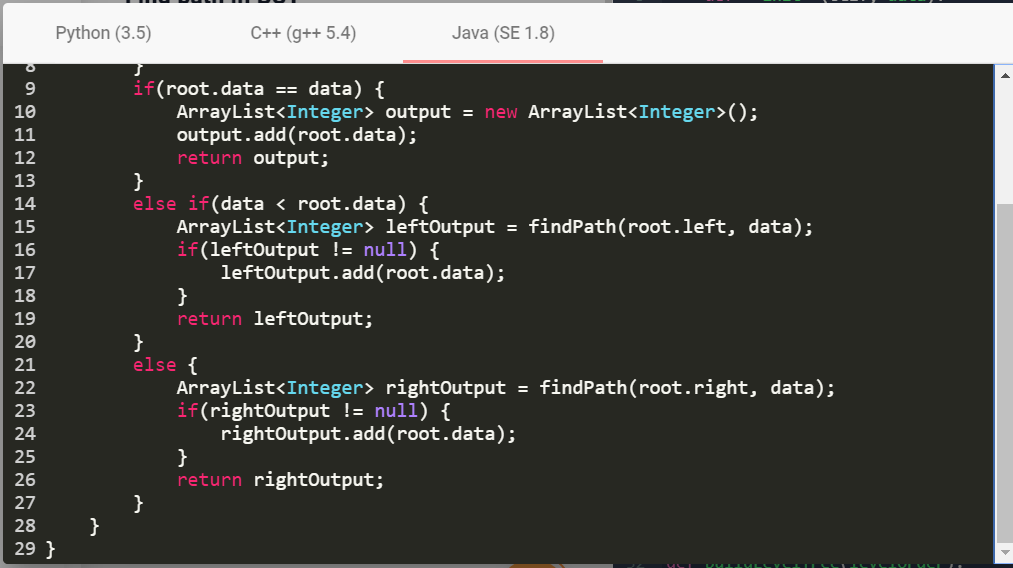 Python (3.5) C++ (g++ 5.4) Java (SE 1.8)
8 }
9 if(root.data == data) {
10 ArrayList<Integer> output = new ArrayList<Integer>();
11 output.add(root.data);
12 return output;
13 }
14 else if(data < root.data) {
15 ArrayList<Integer> leftOutput = findPath(root.left, data);
16 if(leftOutput != null) {
17 leftOutput.add(root.data);
18 }
19 return leftOutput;
20 }
21 else {
22 ArrayList<Integer> rightOutput = findPath(root.right, data);
23 if(rightOutput != null) {
24 rightOutput.add(root.data);
25 }
26 return rightOutput;
27 }
28 }
29 }